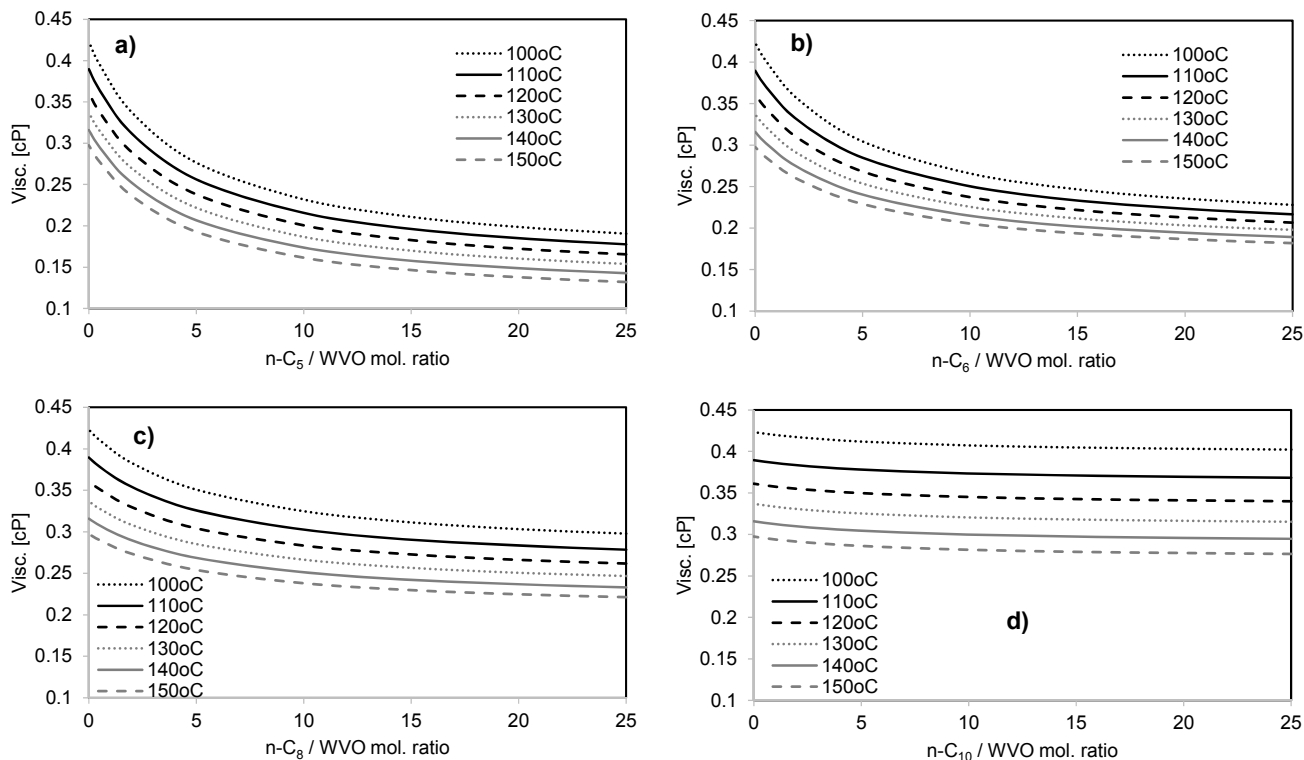 a)
0.45
0.4
0.35
0.3
0.25
0.2
0.15
0.1
Visc. [cP]
0 5 10 15 20 25
n-C5 / WVO mol. ratio
100oC
110oC
120oC
130oC
140oC
150oC
b)
0.45
0.4
0.35
0.3
0.25
0.2
0.15
0.1
Visc. [cP]
0 5 10 15 20 25
n-C6 / WVO mol. ratio
100oC
110oC
120oC
130oC
140oC
150oC
c)
0.45
0.4
0.35
0.3
0.25
0.2
0.15
0.1
Visc. [cP]
0 5 10 15 20 25
n-C8 / WVO mol. ratio
100oC
110oC
120oC
130oC
140oC
150oC
d)
0.45
0.4
0.35
0.3
0.25
0.2
0.15
0.1
Visc. [cP]
0 5 10 15 20 25
n-C10 / WVO mol. ratio
100oC
110oC
120oC
130oC
140oC
150oC